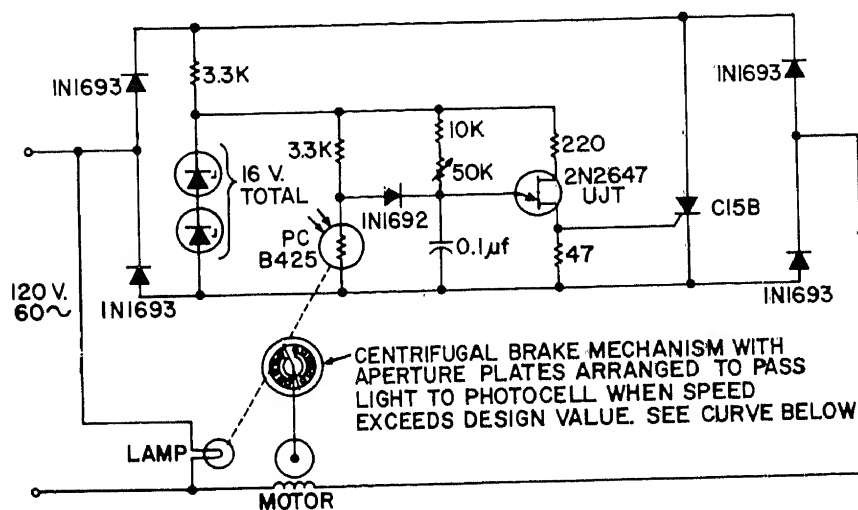 IN1693
3.3K
IN1693
3.3K
10K
220
16 V.
TOTAL
50K
2N2647
UJT
C15B
IN1692
PC
B425
0.1μf
47
120 V.
60~
IN1693
IN1693
CENTRIFUGAL BRAKE MECHANISM WITH
APERTURE PLATES ARRANGED TO PASS
LIGHT TO PHOTOCELL WHEN SPEED
EXCEEDS DESIGN VALUE. SEE CURVE BELOW
LAMP
MOTOR